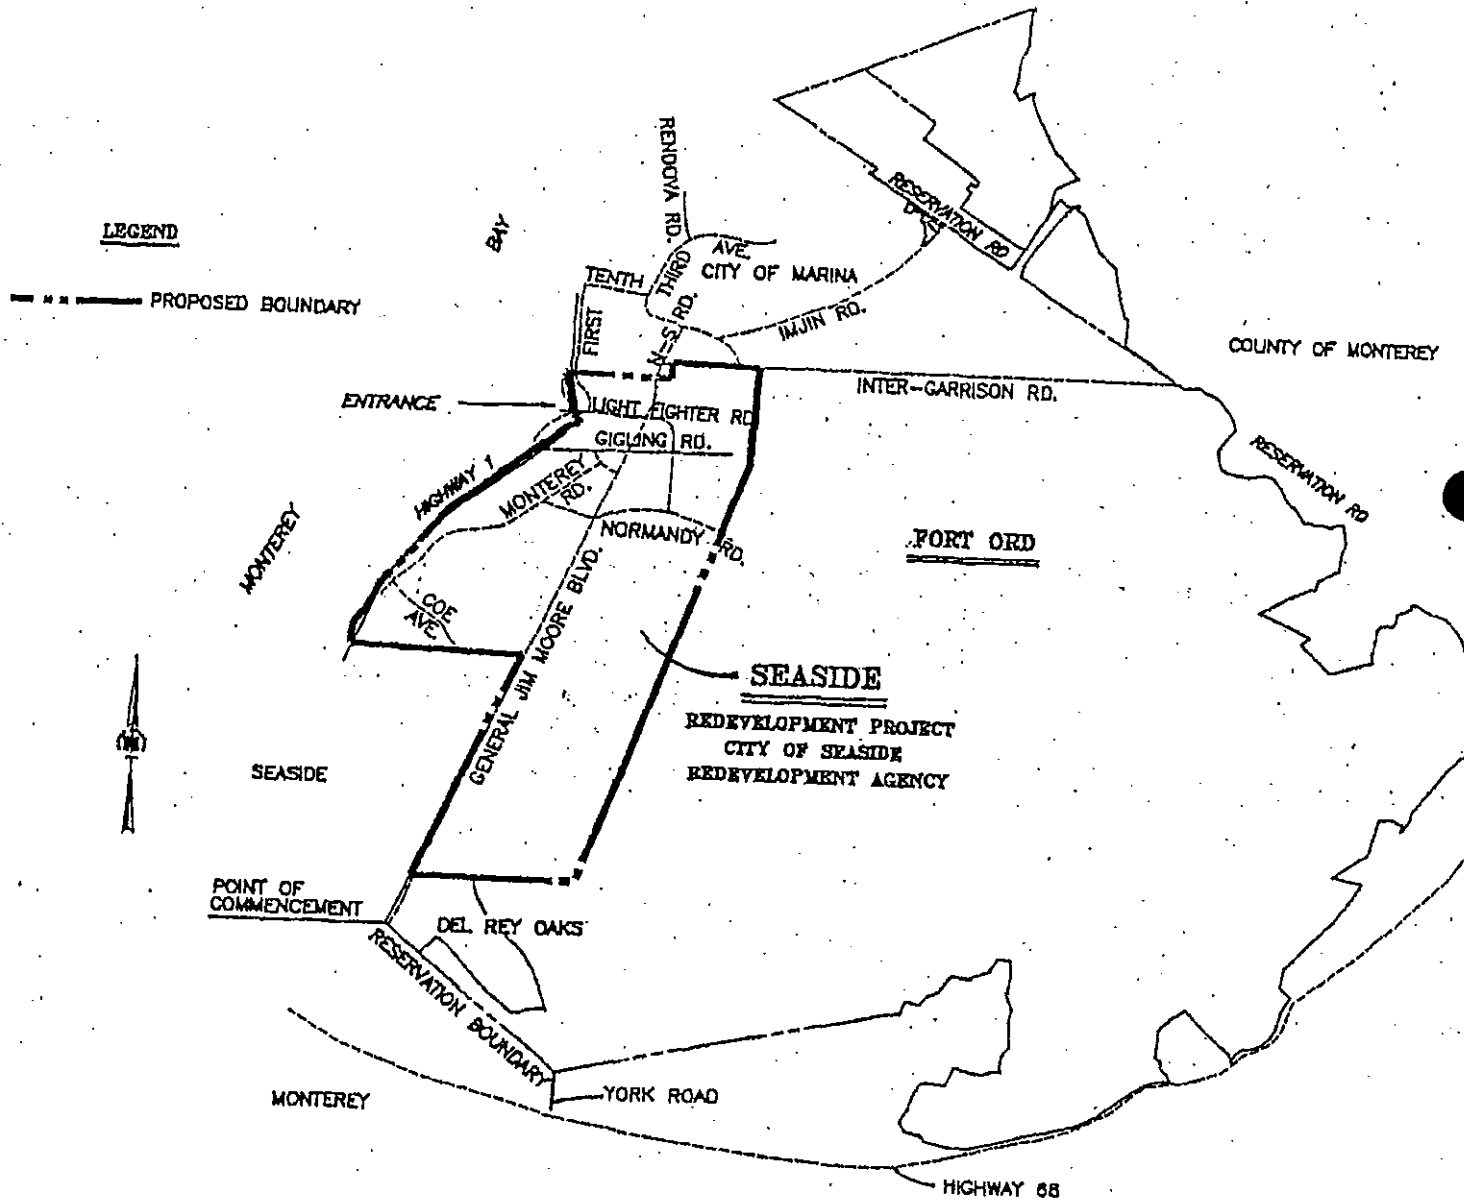 RENDOVA RD.
LEGEND
PROPOSED BOUNDARY
BAY
RESERVATION RD
TENTH
THIRD
AVE.
CITY OF MARINA
FIRST
N-S RD.
IMJIN RD.
COUNTY OF MONTEREY
ENTRANCE
INTER-GARRISON RD.
LIGHT FIGHTER RD
GIGLING RD.
HIGHWAY 1
MONTEREY
RD.
RESERVATION RD
MONTEREY
NORMANDY RD.
FORT ORD
COE
AVE.
GENERAL JIM MOORE BLVD.
SEASIDE
REDEVELOPMENT PROJECT
CITY OF SEASIDE
REDEVELOPMENT AGENCY
SEASIDE
POINT OF
COMMENCEMENT
DEL REY OAKS
RESERVATION BOUNDARY
MONTEREY
YORK ROAD
HIGHWAY 68